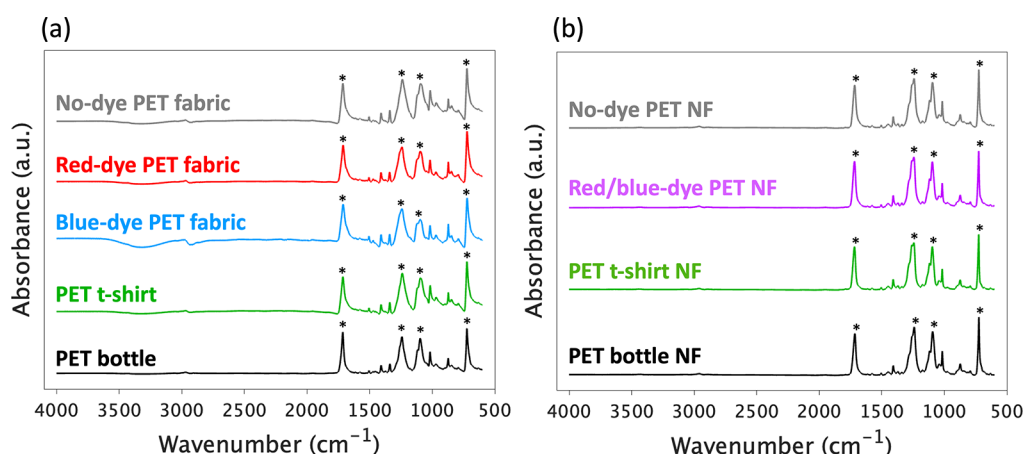 (a)
Absorbance (a.u.)
*
*
*
*
No-dye PET fabric
*
*
*
*
Red-dye PET fabric
*
*
*
*
Blue-dye PET fabric
*
*
*
*
PET t-shirt
*
*
*
*
PET bottle
4000 3500 3000 2500 2000 1500 1000 500
Wavenumber (cm⁻¹)
(b)
Absorbance (a.u.)
*
*
*
*
No-dye PET NF
*
*
*
*
Red/blue-dye PET NF
*
*
*
*
PET t-shirt NF
*
*
*
*
PET bottle NF
4000 3500 3000 2500 2000 1500 1000 500
Wavenumber (cm⁻¹)